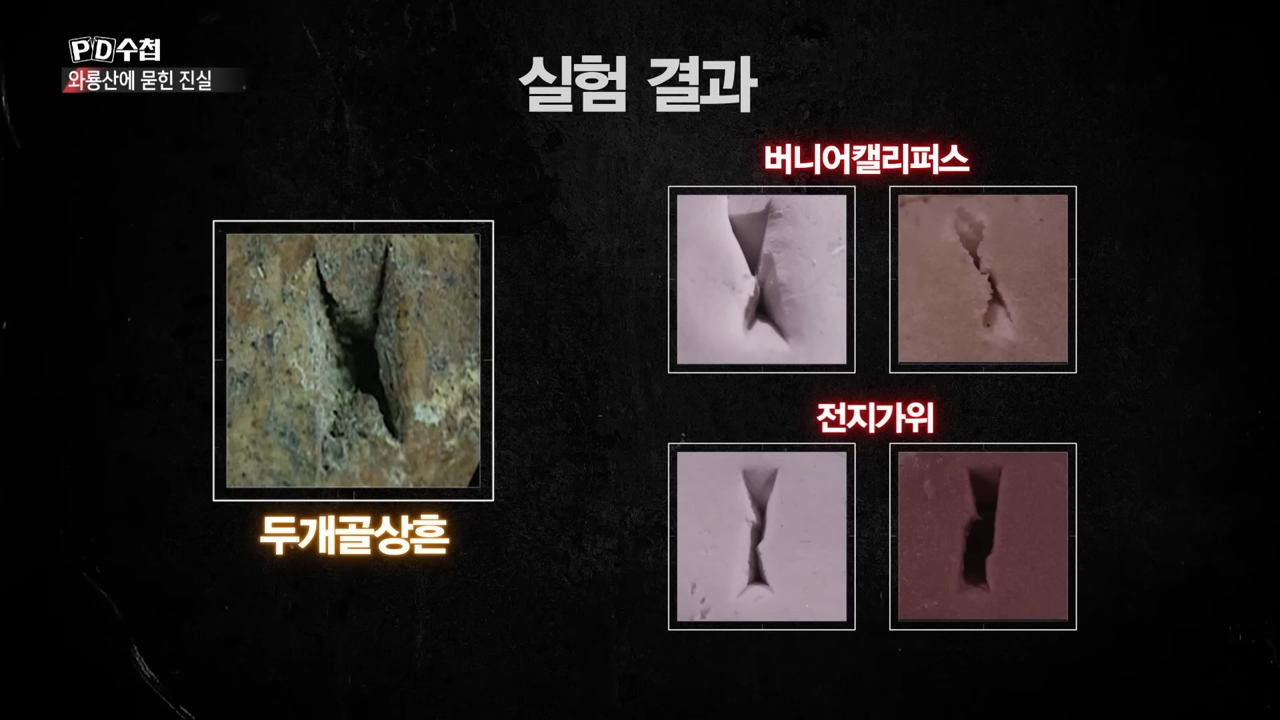 PD수첩
와룡산에 묻힌 진실
실험 결과
버니어캘리퍼스
전지가위
두개골상흔